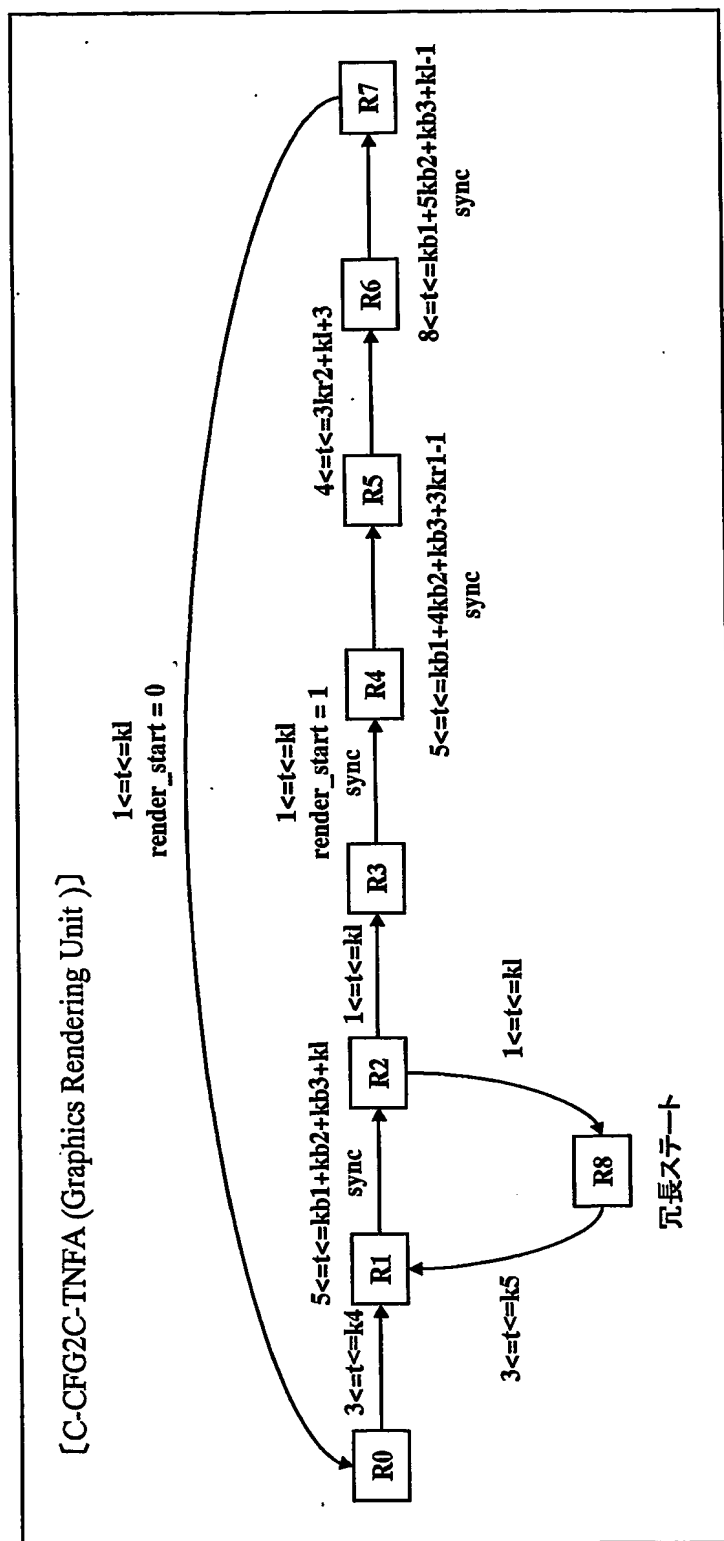 [C-CFG2C-TNFA (Graphics Rendering Unit )]
1<=t<=kl
render_start = 0
R0
3<=t<=k4
R1
5<=t<=kb1+kb2+kb3+kl
sync
R2
1<=t<=kl
R3
1<=t<=kl
render_start = 1
sync
R4
5<=t<=kb1+4kb2+kb3+3kr1-1
sync
R5
4<=t<=3kr2+kl+3
R6
8<=t<=kb1+5kb2+kb3+kl-1
sync
R7
1<=t<=kl
R8
3<=t<=k5
冗長ステート